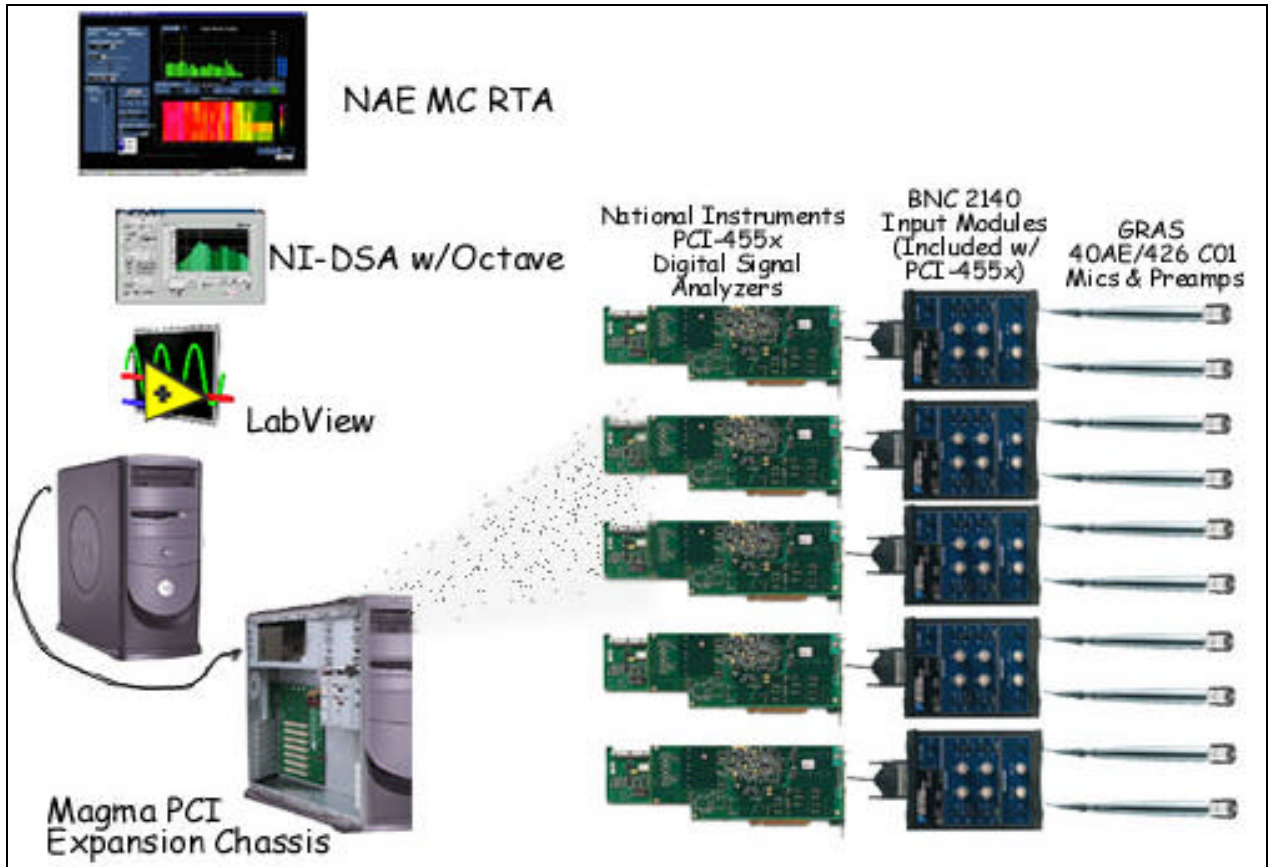 NAE MC RTA
NI-DSA w/Octave
LabView
Magma PCI
Expansion Chassis
National Instruments
PCI-455x
Digital Signal
Analyzers
BNC 2140
Input Modules
(Included w/
PCI-455x)
GRAS
40AE/426 C01
Mics & Preamps